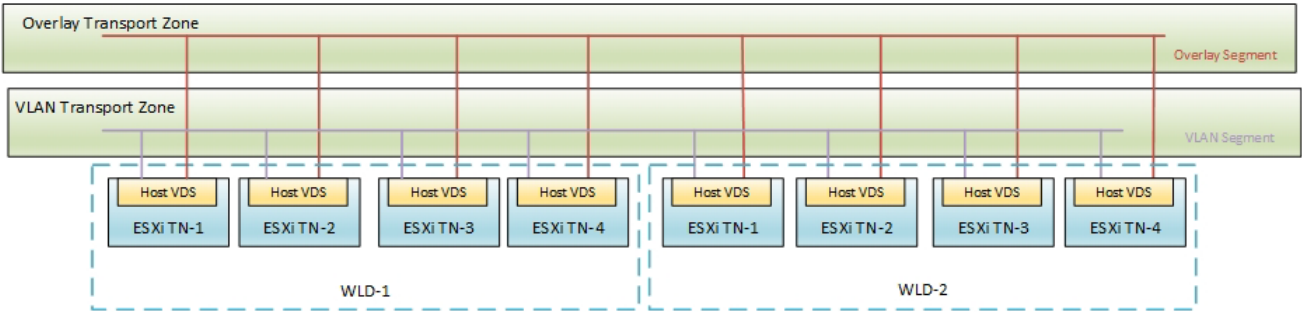 Overlay Transport Zone
Overlay Segment
VLAN Transport Zone
VLAN Segment
Host VDS Host VDS Host VDS Host VDS Host VDS Host VDS Host VDS Host VDS
ESXi TN-1 ESXi TN-2 ESXi TN-3 ESXi TN-4 ESXi TN-1 ESXi TN-2 ESXi TN-3 ESXi TN-4
WLD-1 WLD-2